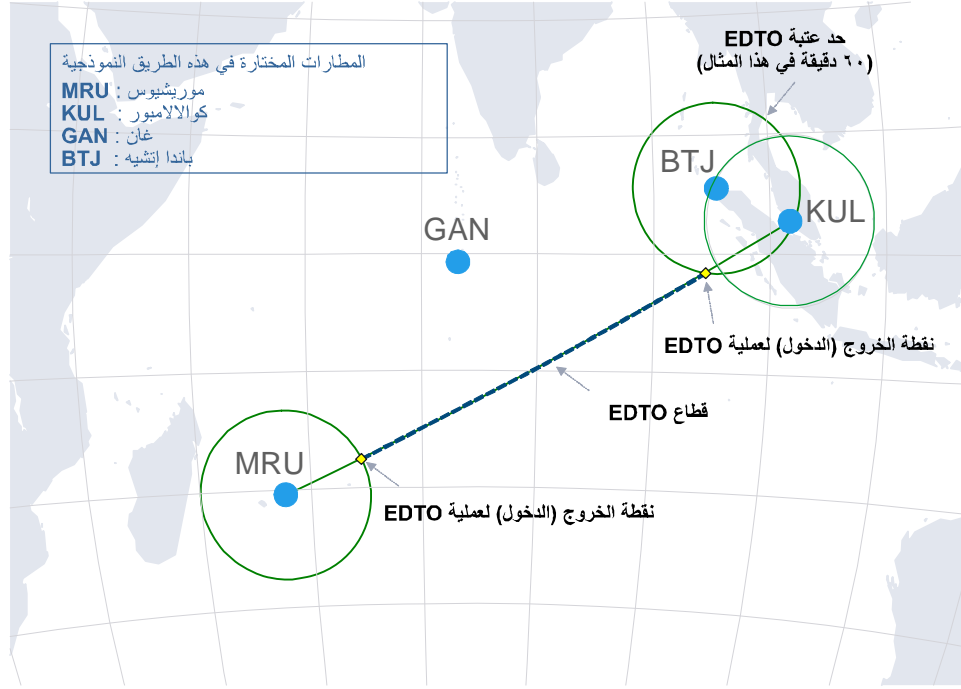 المطارات المختارة في هذه الطريق النموذجية
MRU : موريشيوس
KUL : كوالالامبور
GAN : غان
BTJ : باندا إتشيه
حد عتبة EDTO
(٦٠ دقيقة في هذا المثال)
BTJ
KUL
GAN
نقطة الخروج (الدخول) لعملية EDTO
قطاع EDTO
MRU
نقطة الخروج (الدخول) لعملية EDTO